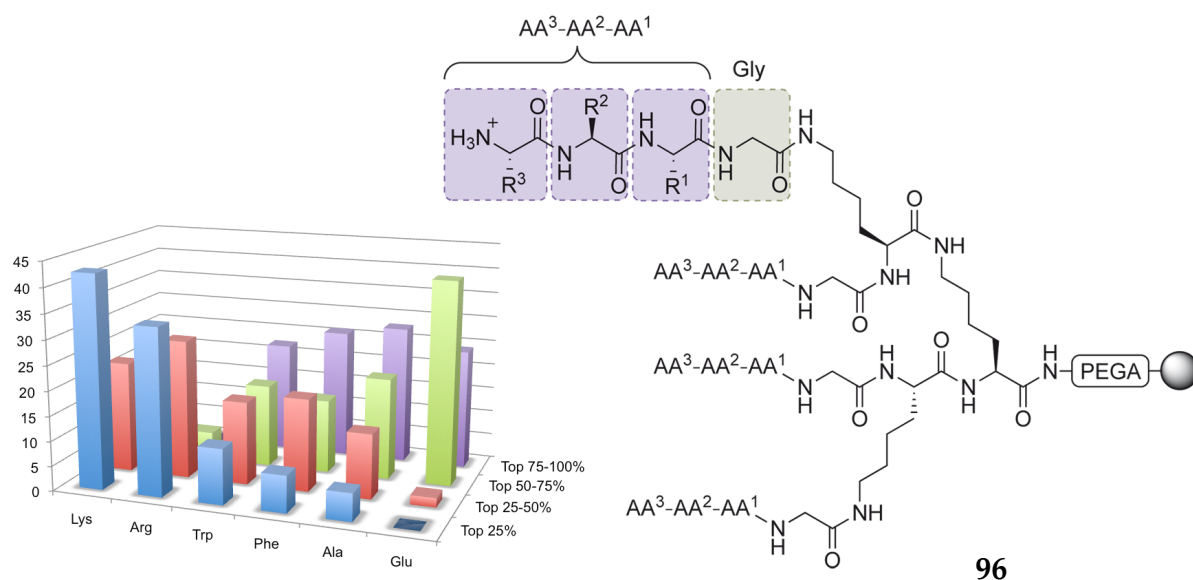 AA³-AA²-AA¹
Gly
H₃N⁺
O
R²
H
N
O
H
N
N
H
R³
O
R¹
N
H
O
O
NH
AA³-AA²-AA¹
NH
N
H
O
AA³-AA²-AA¹
H
N
O
H
N
PEGA
N
H
O
N
H
O
AA³-AA²-AA¹
NH
N
H
O
96
45
40
35
30
25
20
15
10
5
0
Lys
Arg
Trp
Phe
Ala
Glu
Top 75-100%
Top 50-75%
Top 25-50%
Top 25%